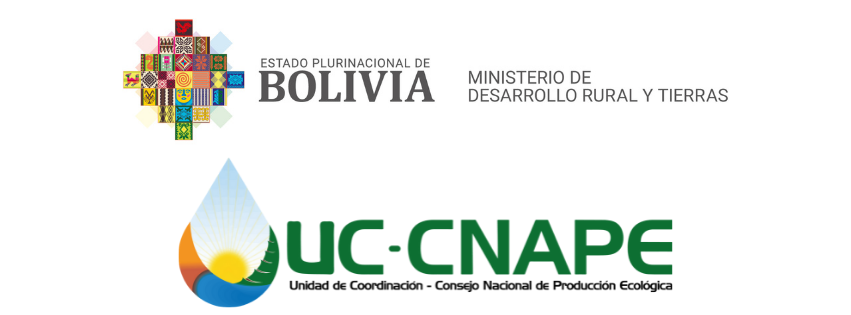 ESTADO PLURINACIONAL DE
BOLIVIA
MINISTERIO DE
DESARROLLO RURAL Y TIERRAS
UC-CNAPE
Unidad de Coordinación - Consejo Nacional de Producción Ecológica